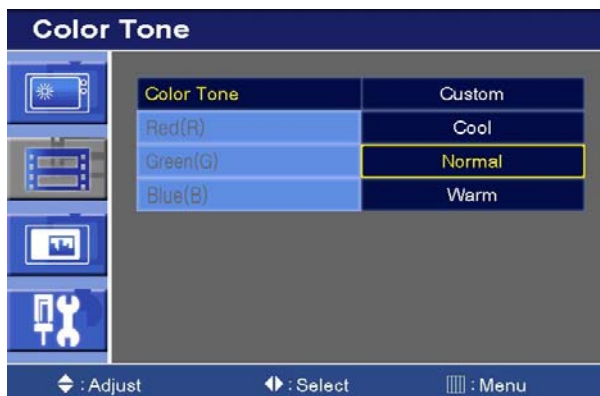 Color Tone
Color Tone Custom
Red(R) Cool
Green(G) Normal
Blue(B) Warm
: Adjust : Select : Menu